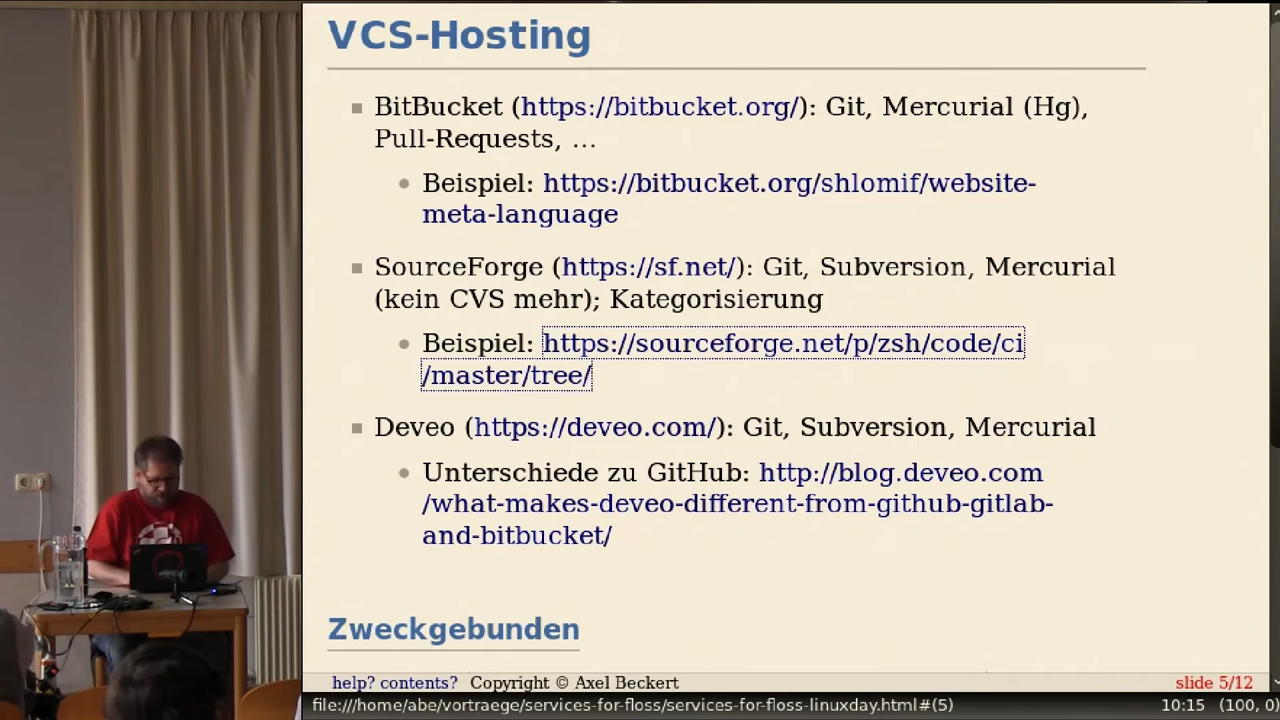 VCS-Hosting
BitBucket (https://bitbucket.org/): Git, Mercurial (Hg),
Pull-Requests, ...
Beispiel: https://bitbucket.org/shlomif/website-
meta-language
SourceForge (https://sf.net/): Git, Subversion, Mercurial
(kein CVS mehr); Kategorisierung
Beispiel: https://sourceforge.net/p/zsh/code/ci
/master/tree/
Deveo (https://deveo.com/): Git, Subversion, Mercurial
Unterschiede zu GitHub: http://blog.deveo.com
/what-makes-deveo-different-from-github-gitlab-
and-bitbucket/
Zweckgebunden
help? contents? Copyright © Axel Beckert
slide 5/12
file:///home/abe/vortraege/services-for-floss/services-for-floss-linuxday.html#(5)
10:15 (100, 0)